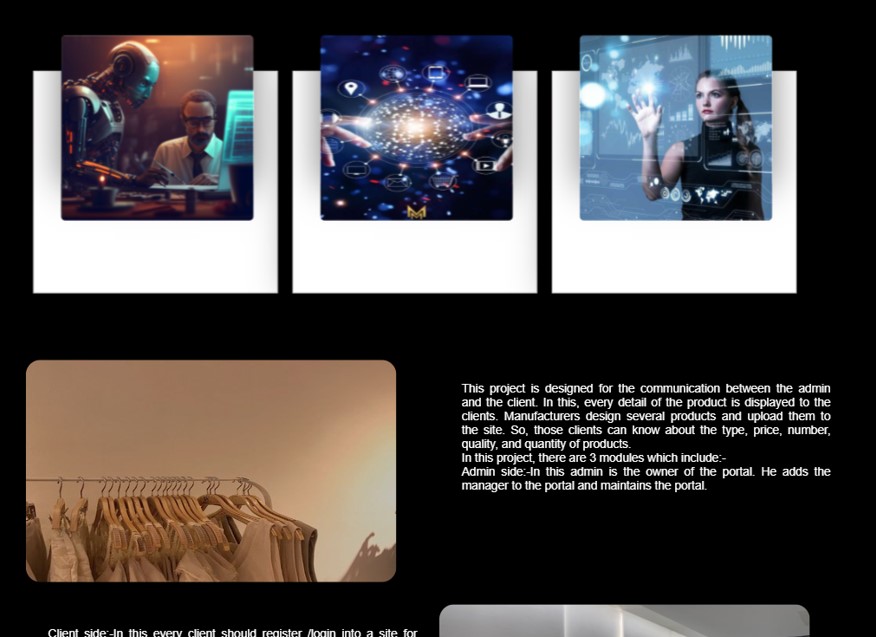 This project is designed for the communication between the admin
and the client. In this, every detail of the product is displayed to the
clients. Manufacturers design several products and upload them to
the site. So, those clients can know about the type, price, number,
quality, and quantity of products.
In this project, there are 3 modules which include:-
Admin side:-In this admin is the owner of the portal. He adds the
manager to the portal and maintains the portal.
Client side:-In this every client should register /login into a site for